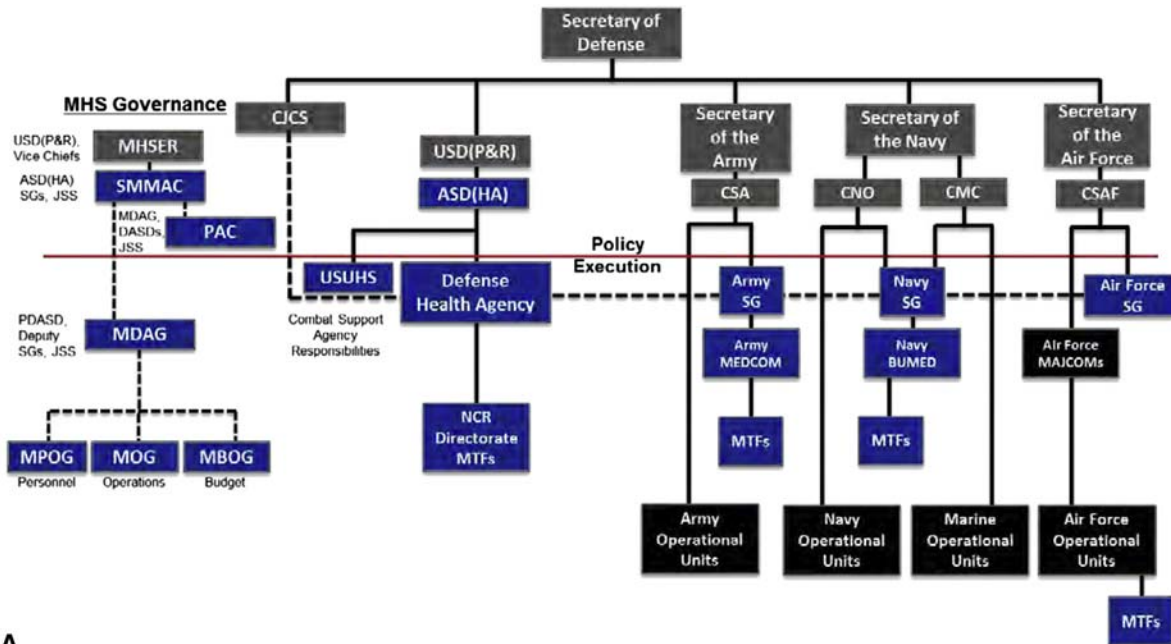 Secretary of
Defense
MHS Governance
CJCS
USD(P&R),
Vice Chiefs
MHSER
ASD(HA)
SGs, JSS
SMMAC
MDAG,
DASDs,
JSS
PAC
USD(P&R)
ASD(HA)
Secretary
of the
Army
CSA
Secretary of
the Navy
CNO
CMC
Secretary
of the
Air Force
CSAF
Policy
Execution
USUHS
Defense
Health Agency
Combat Support
Agency
Responsibilities
Army
SG
Navy
SG
Air Force
SG
PDASD,
Deputy
SGs, JSS
MDAG
Army
MEDCOM
Navy
BUMED
Air Force
MAJCOMs
NCR
Directorate
MTFs
MTFs
MTFs
MPOG
Personnel
MOG
Operations
MBOG
Budget
Army
Operational
Units
Navy
Operational
Units
Marine
Operational
Units
Air Force
Operational
Units
MTFs